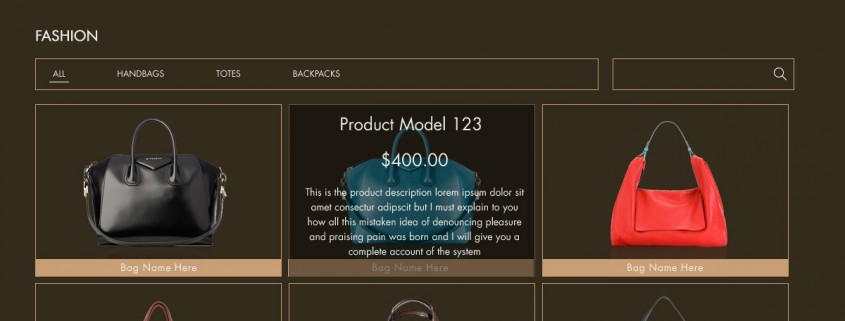 FASHION
ALL HANDBAGS TOTES BACKPACKS
Product Model 123
$400.00
This is the product description lorem ipsum dolor sit
amet consectur adipscit but I must explain to you
how all this mistaken idea of denouncing pleasure
and praising pain was born and I will give you a
complete account of the system
Bag Name Here Bag Name Here Bag Name Here